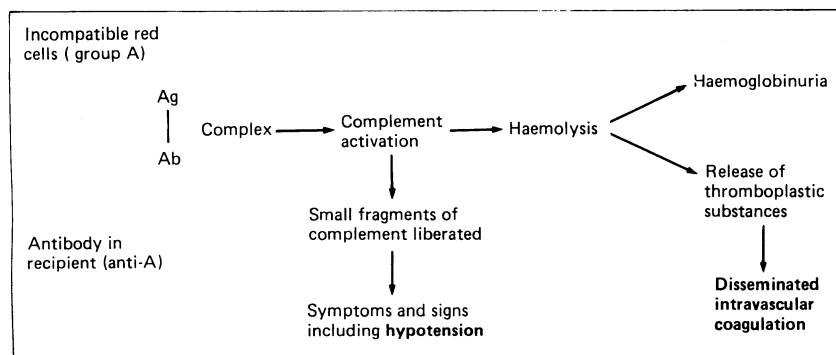 Incompatible red
cells ( group A)
Ag
Ab
Complex
Complement
activation
Haemolysis
Haemoglobinuria
Release of
thromboplastic
substances
Disseminated
intravascular
coagulation
Small fragments of
complement liberated
Symptoms and signs
including hypotension
Antibody in
recipient (anti-A)